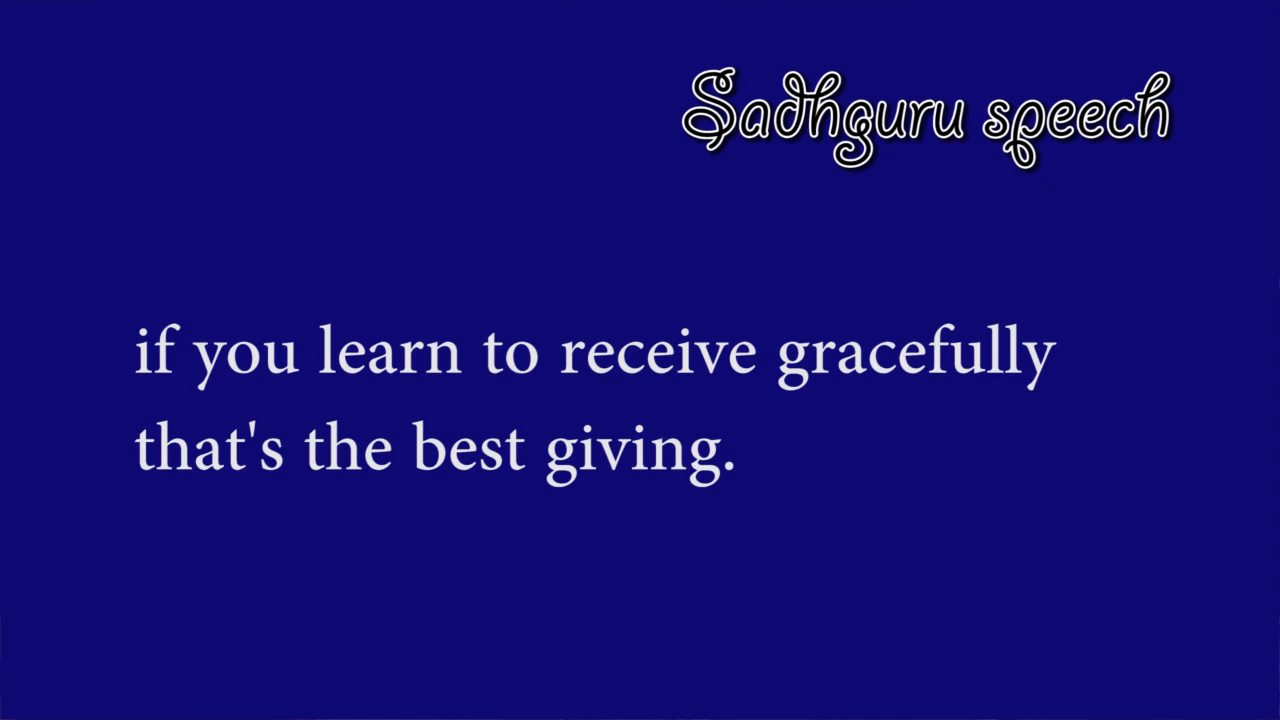 Sadhguru speech
if you learn to receive gracefully
that's the best giving.